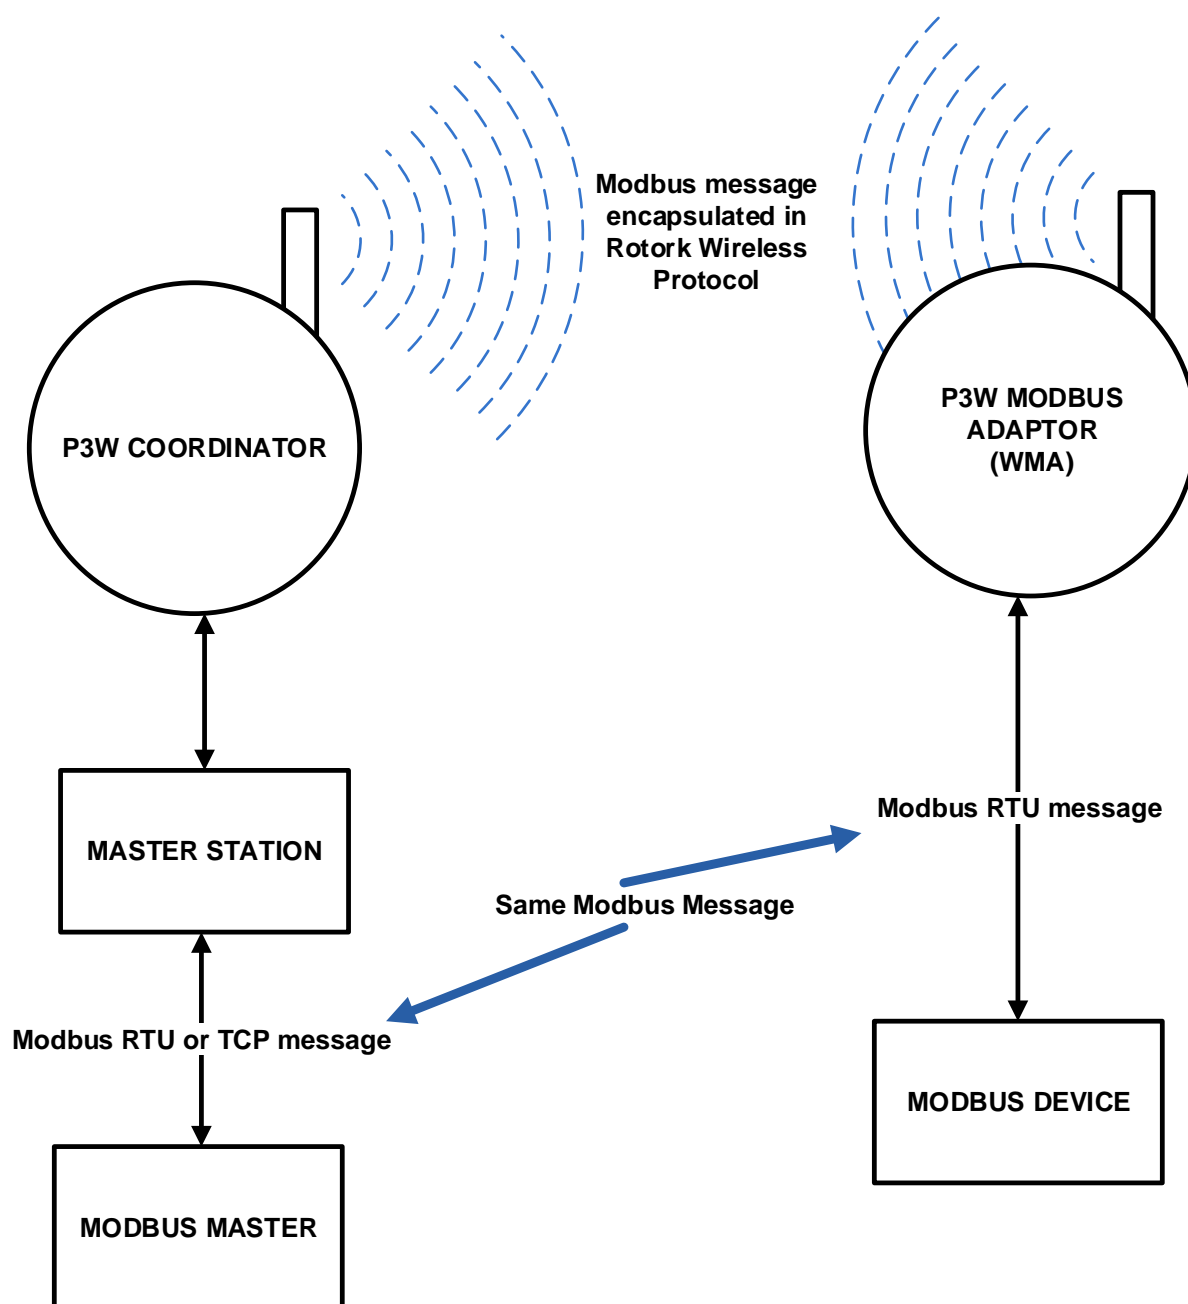 Modbus message
encapsulated in
Rotork Wireless
Protocol
P3W COORDINATOR
P3W MODBUS
ADAPTOR
(WMA)
Modbus RTU message
MASTER STATION
Same Modbus Message
Modbus RTU or TCP message
MODBUS DEVICE
MODBUS MASTER